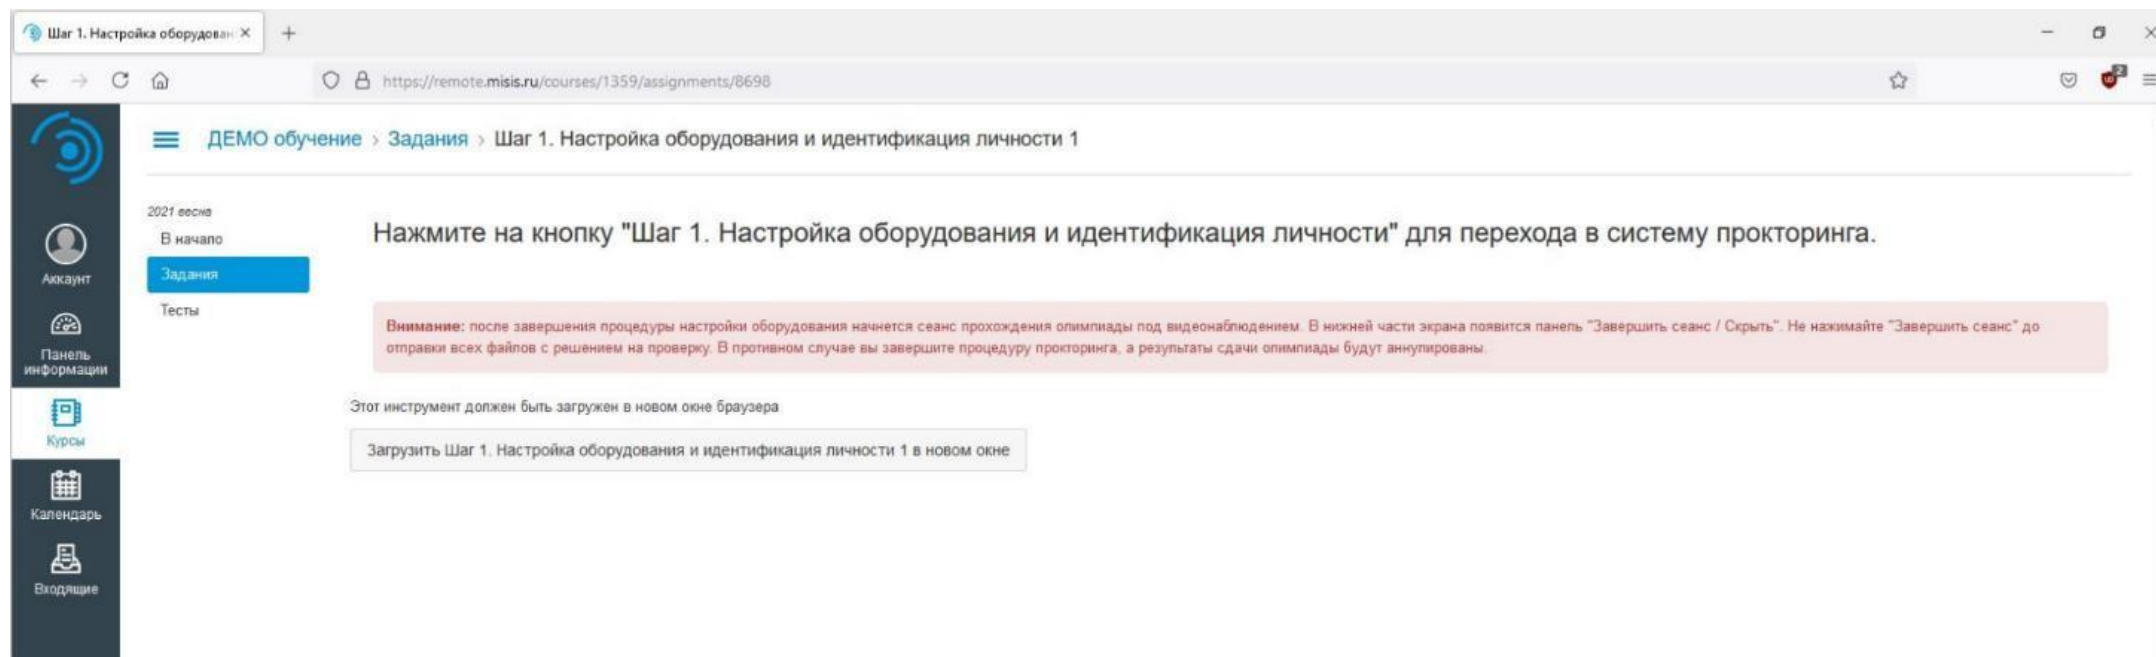 Шаг 1. Настройка оборудован
https://remote.misis.ru/courses/1359/assignments/8698
2
ДЕМО обучение > Задания > Шаг 1. Настройка оборудования и идентификация личности 1
2021 весна
В начало
Задания
Тесты
Аккаунт
Панель
информации
Курсы
Календарь
Входящие
Нажмите на кнопку "Шаг 1. Настройка оборудования и идентификация личности" для перехода в систему прокторинга.
Внимание: после завершения процедуры настройки оборудования начнется сеанс прохождения олимпиады под видеонаблюдением. В нижней части экрана появится панель "Завершить сеанс / Скрыть". Не нажимайте "Завершить сеанс" до
отправки всех файлов с решением на проверку. В противном случае вы завершите процедуру прокторинга, а результаты сдачи олимпиады будут аннулированы.
Этот инструмент должен быть загружен в новом окне браузера
Загрузить Шаг 1. Настройка оборудования и идентификация личности 1 в новом окне